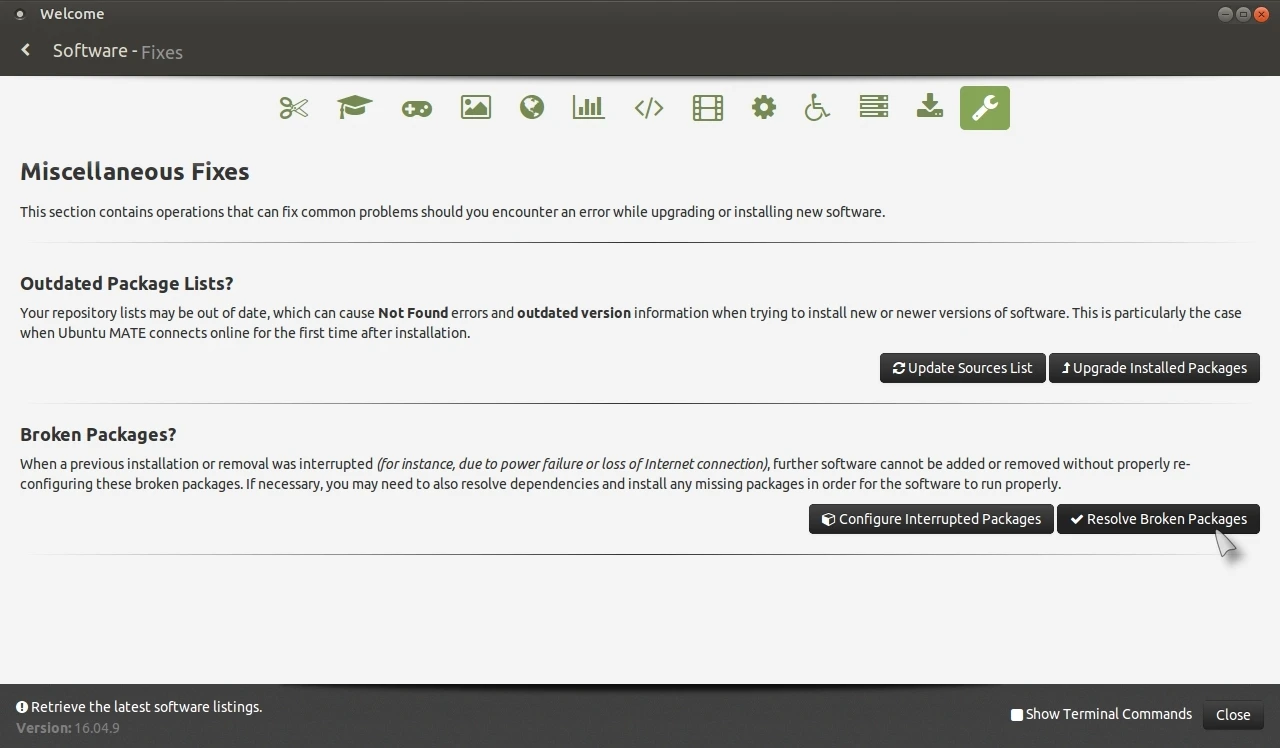 Welcome
Software - Fixes
Miscellaneous Fixes
This section contains operations that can fix common problems should you encounter an error while upgrading or installing new software.
Outdated Package Lists?
Your repository lists may be out of date, which can cause Not Found errors and outdated version information when trying to install new or newer versions of software. This is particularly the case
when Ubuntu MATE connects online for the first time after installation.
Update Sources List Upgrade Installed Packages
Broken Packages?
When a previous installation or removal was interrupted (for instance, due to power failure or loss of Internet connection), further software cannot be added or removed without properly re-
configuring these broken packages. If necessary, you may need to also resolve dependencies and install any missing packages in order for the software to run properly.
Configure Interrupted Packages Resolve Broken Packages
Retrieve the latest software listings.
Version: 16.04.9
Show Terminal Commands Close